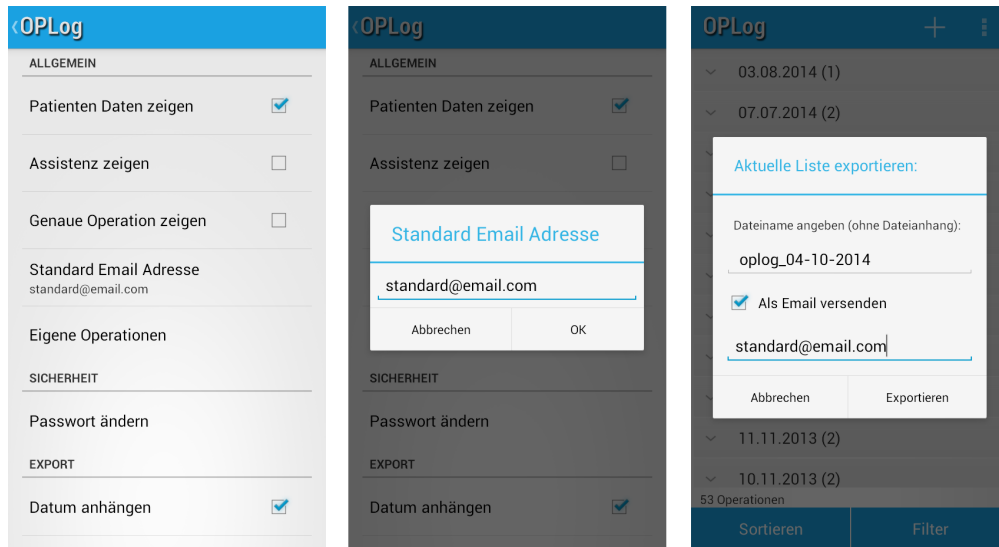 OPLog
ALLGEMEIN
Patienten Daten zeigen
Assistenz zeigen
Genaue Operation zeigen
Standard Email Adresse
standard@email.com
Eigene Operationen
SICHERHEIT
Passwort ändern
EXPORT
Datum anhängen
OPLog
ALLGEMEIN
Patienten Daten zeigen
Assistenz zeigen
Standard Email Adresse
standard@email.com
Abbrechen
OK
SICHERHEIT
Passwort ändern
EXPORT
Datum anhängen
OPLog
03.08.2014 (1)
07.07.2014 (2)
Aktuelle Liste exportieren:
Dateiname angeben (ohne Dateianhang):
oplog_04-10-2014
Als Email versenden
standard@email.com
Abbrechen
Exportieren
11.11.2013 (2)
10.11.2013 (2)
53 Operationen
Sortieren
Filter